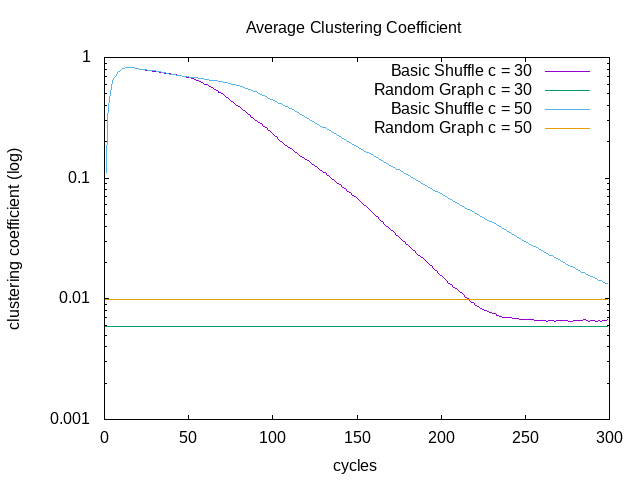 Average Clustering Coefficient
Basic Shuffle c = 30
Random Graph c = 30
Basic Shuffle c = 50
Random Graph c = 50
clustering coefficient (log)
1
0.1
0.01
0.001
0 50 100 150 200 250 300
cycles